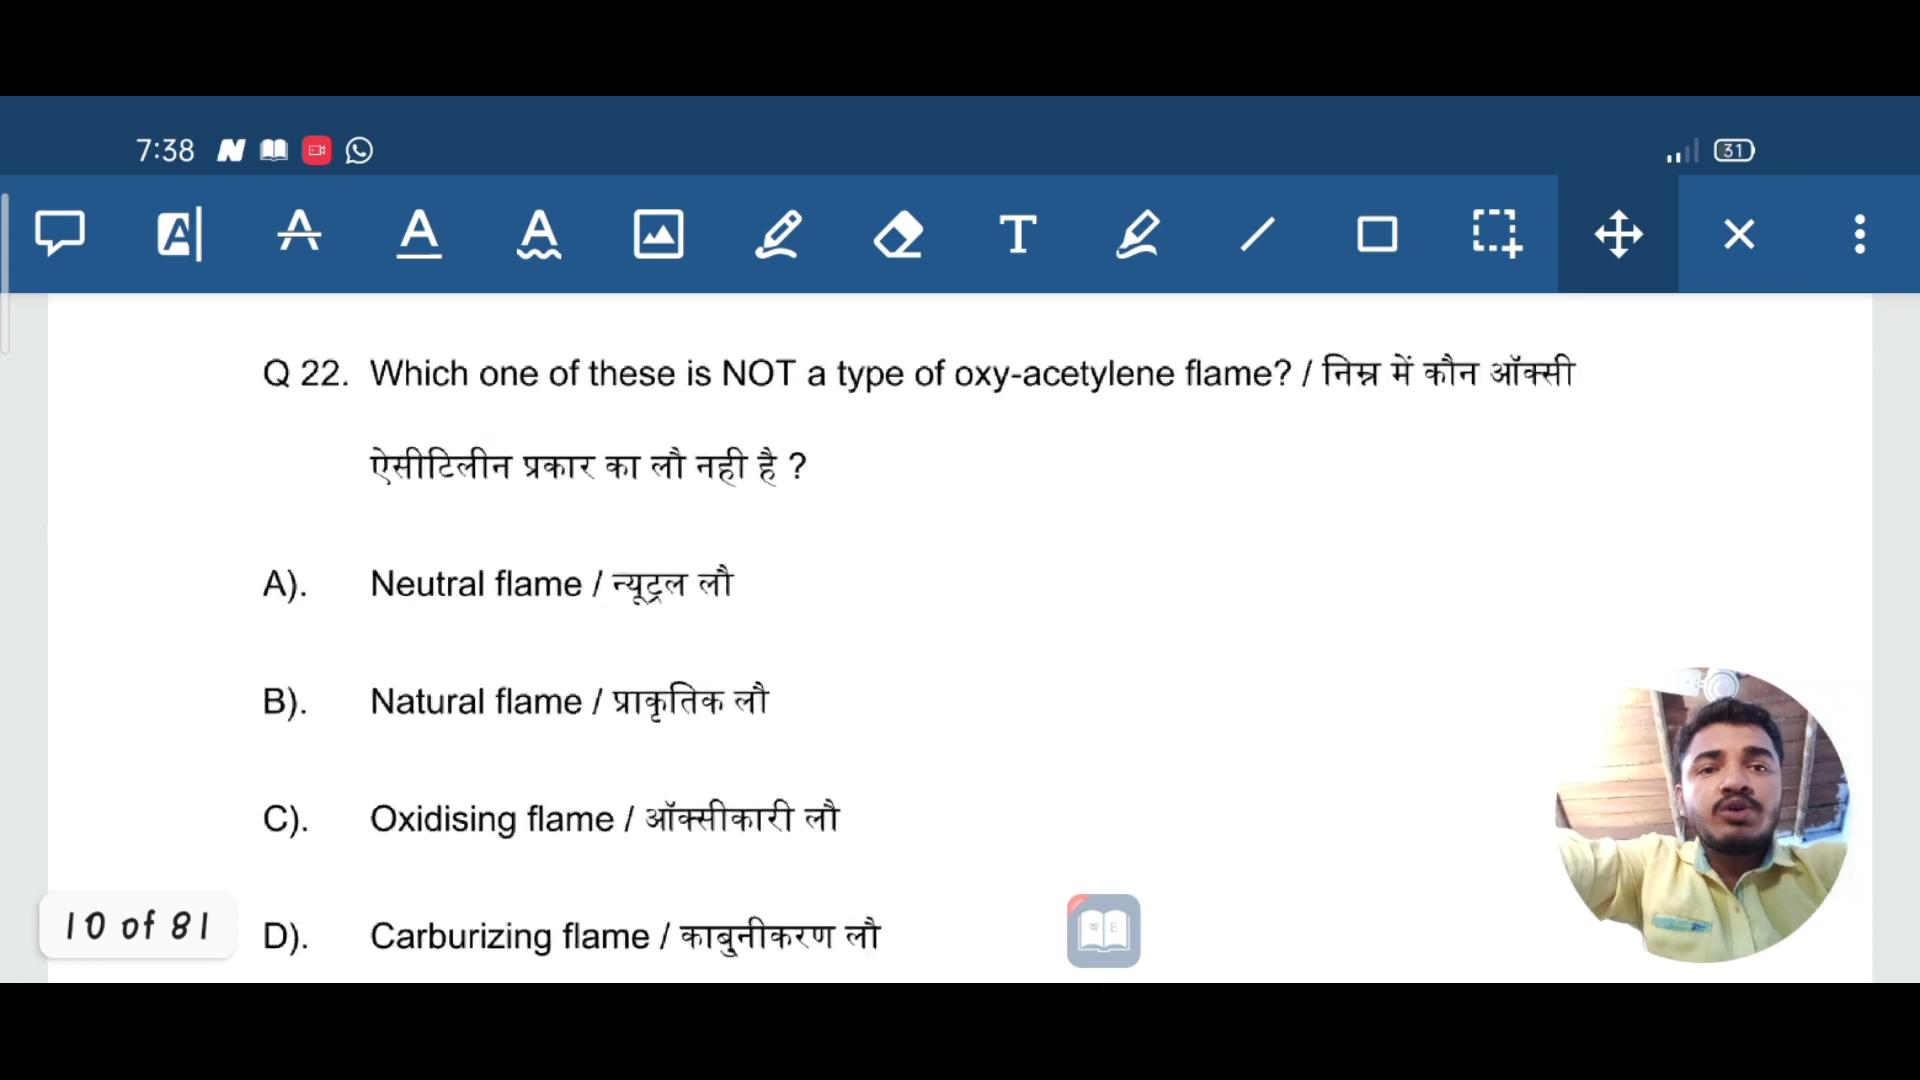 7:38
31
Q 22. Which one of these is NOT a type of oxy-acetylene flame? / निम्न में कौन ऑक्सी
ऐसीटिलीन प्रकार का लौ नही है ?
A). Neutral flame / न्यूट्रल लौ
B). Natural flame / प्राकृतिक लौ
C). Oxidising flame / ऑक्सीकारी लौ
D). Carburizing flame / काबुनीकरण लौ
10 of 81